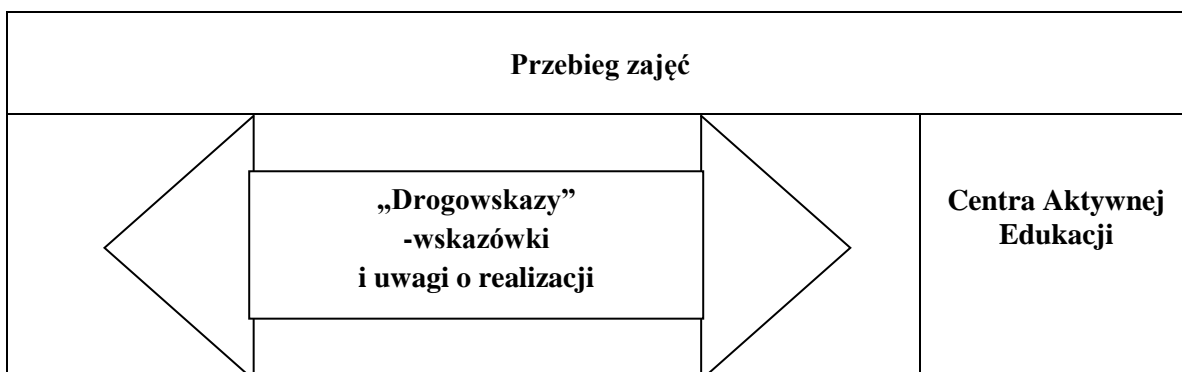 Przebieg zajęć
„Drogowskazy”
-wskazówki
i uwagi o realizacji
Centra Aktywnej
Edukacji